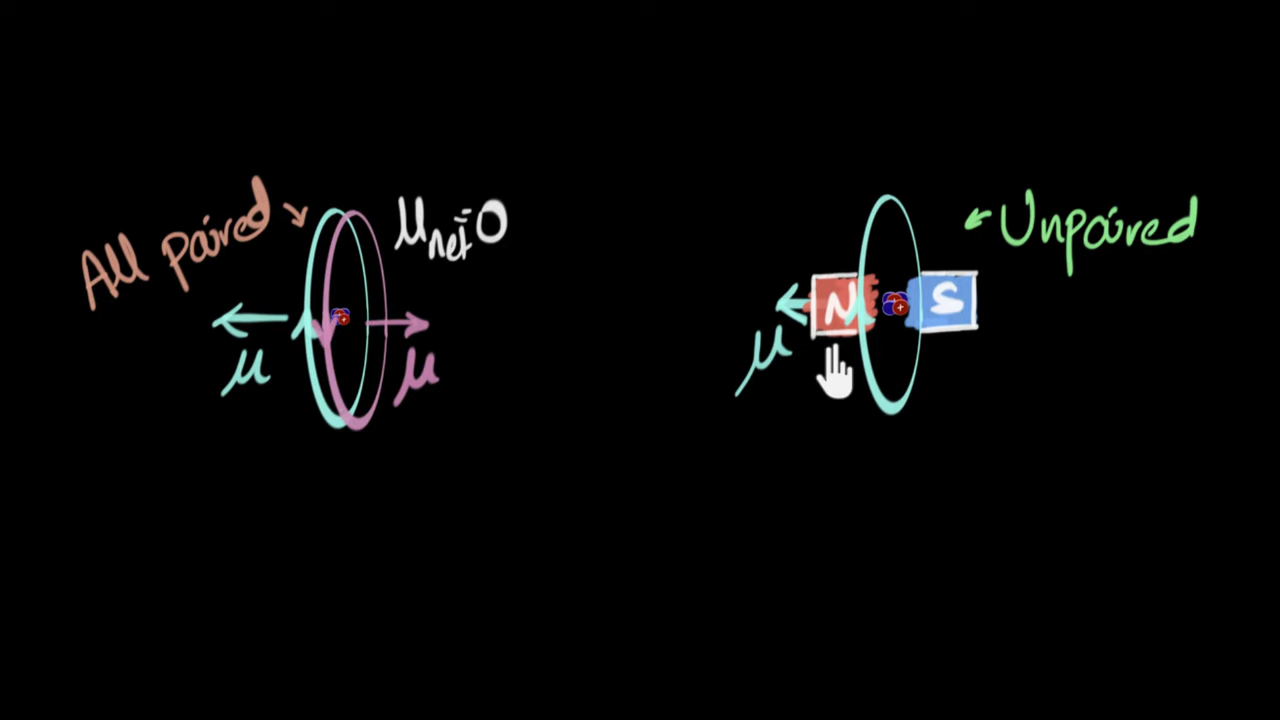 All paired
μnet=0
μ
μ
Unpaired
N
S
μ